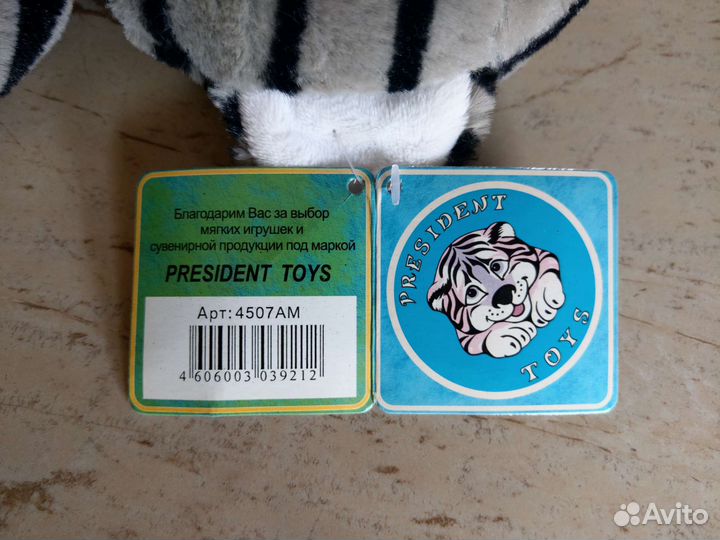 Благодарим Вас за выбор
мягких игрушек и
сувенирной продукции под маркой
PRESIDENT TOYS
Арт:4507АМ
4 606003 039212
PRESIDENT
TOYS
Avito